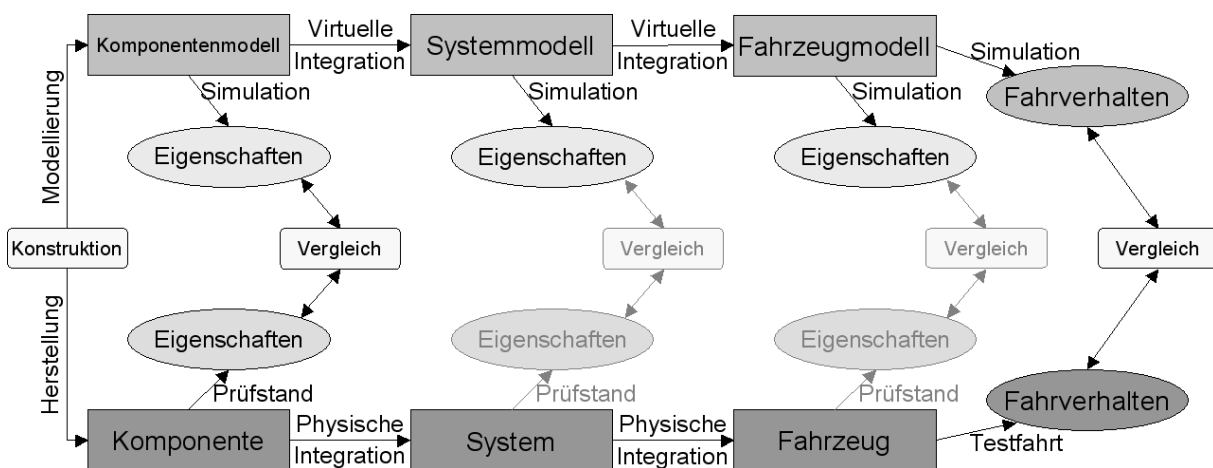 Virtuelle
Integration
Virtuelle
Integration
Komponentenmodell
Systemmodell
Fahrzeugmodell
Simulation
Simulation
Simulation
Simulation
Fahrverhalten
Modellierung
Eigenschaften
Eigenschaften
Eigenschaften
Konstruktion
Vergleich
Vergleich
Vergleich
Vergleich
Herstellung
Eigenschaften
Eigenschaften
Eigenschaften
Prüfstand
Prüfstand
Prüfstand
Fahrverhalten
Komponente
Physische
Integration
System
Physische
Integration
Fahrzeug
Testfahrt